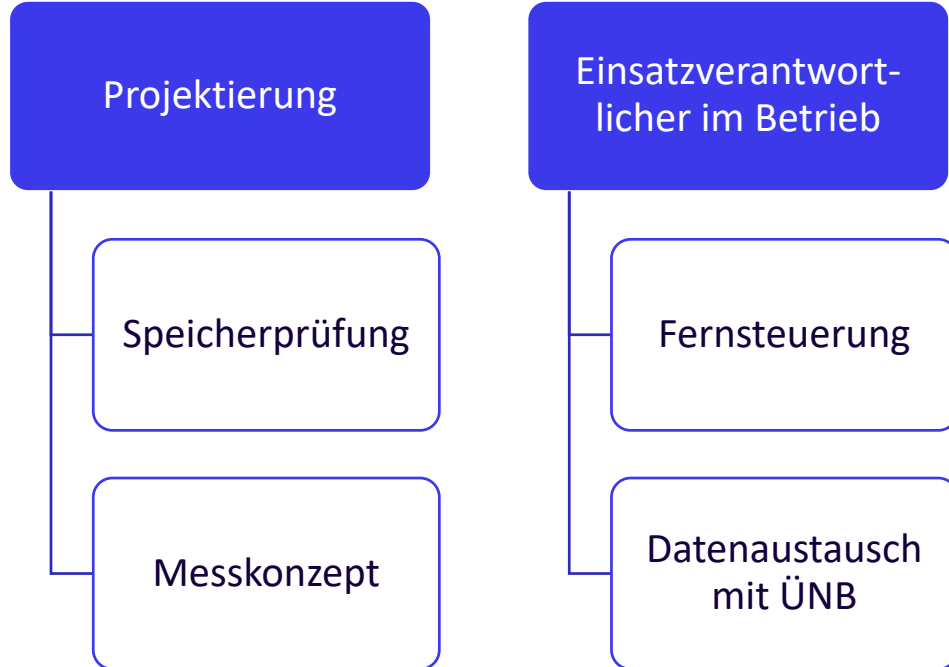 Projektierung
Speicherprüfung
Messkonzept
Einsatzverantwort-
licher im Betrieb
Fernsteuerung
Datenaustausch
mit ÜNB